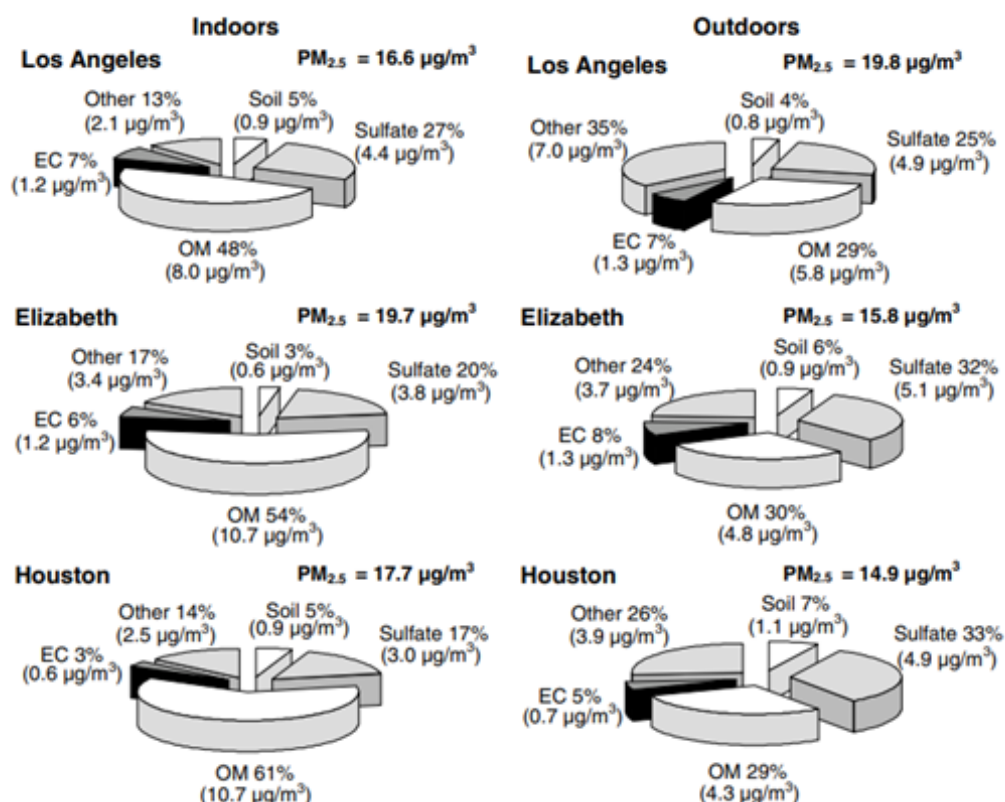 Indoors
Los Angeles
PM2.5 = 16.6 µg/m³
Other 13%
(2.1 µg/m³)
Soil 5%
(0.9 µg/m³)
Sulfate 27%
(4.4 µg/m³)
EC 7%
(1.2 µg/m³)
OM 48%
(8.0 µg/m³)
Elizabeth
PM2.5 = 19.7 µg/m³
Other 17%
(3.4 µg/m³)
Soil 3%
(0.6 µg/m³)
Sulfate 20%
(3.8 µg/m³)
EC 6%
(1.2 µg/m³)
OM 54%
(10.7 µg/m³)
Houston
PM2.5 = 17.7 µg/m³
Other 14%
(2.5 µg/m³)
Soil 5%
(0.9 µg/m³)
Sulfate 17%
(3.0 µg/m³)
EC 3%
(0.6 µg/m³)
OM 61%
(10.7 µg/m³)
Outdoors
Los Angeles
PM2.5 = 19.8 µg/m³
Other 35%
(7.0 µg/m³)
Soil 4%
(0.8 µg/m³)
Sulfate 25%
(4.9 µg/m³)
EC 7%
(1.3 µg/m³)
OM 29%
(5.8 µg/m³)
Elizabeth
PM2.5 = 15.8 µg/m³
Other 24%
(3.7 µg/m³)
Soil 6%
(0.9 µg/m³)
Sulfate 32%
(5.1 µg/m³)
EC 8%
(1.3 µg/m³)
OM 30%
(4.8 µg/m³)
Houston
PM2.5 = 14.9 µg/m³
Other 26%
(3.9 µg/m³)
Soil 7%
(1.1 µg/m³)
Sulfate 33%
(4.9 µg/m³)
EC 5%
(0.7 µg/m³)
OM 29%
(4.3 µg/m³)